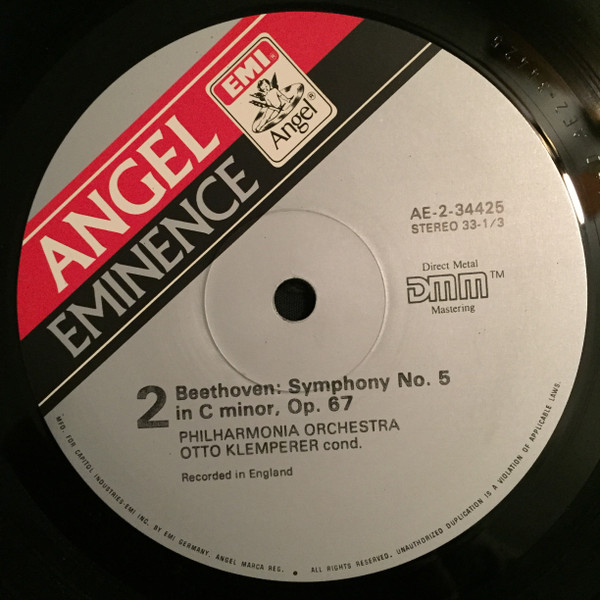 ANGEL
EMINENCE
EMI®
Angel®
AE-2-34425
STEREO 33-1/3
Direct Metal
DMM™
Mastering
2
Beethoven: Symphony No. 5
in C minor, Op. 67
PHILHARMONIA ORCHESTRA
OTTO KLEMPERER cond.
Recorded in England
MFD. FOR CAPITOL INDUSTRIES-EMI INC. BY EMI GERMANY. ANGEL MARCA REG. • ALL RIGHTS RESERVED. UNAUTHORIZED DUPLICATION IS A VIOLATION OF APPLICABLE LAWS.